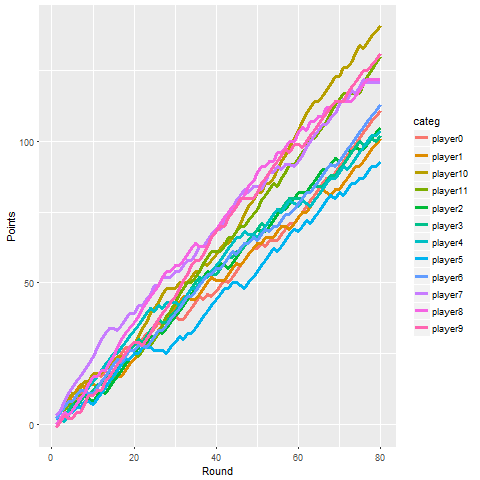 Points
100
50
0
0
20
40
60
80
Round
categ
player0
player1
player10
player11
player2
player3
player4
player5
player6
player7
player8
player9